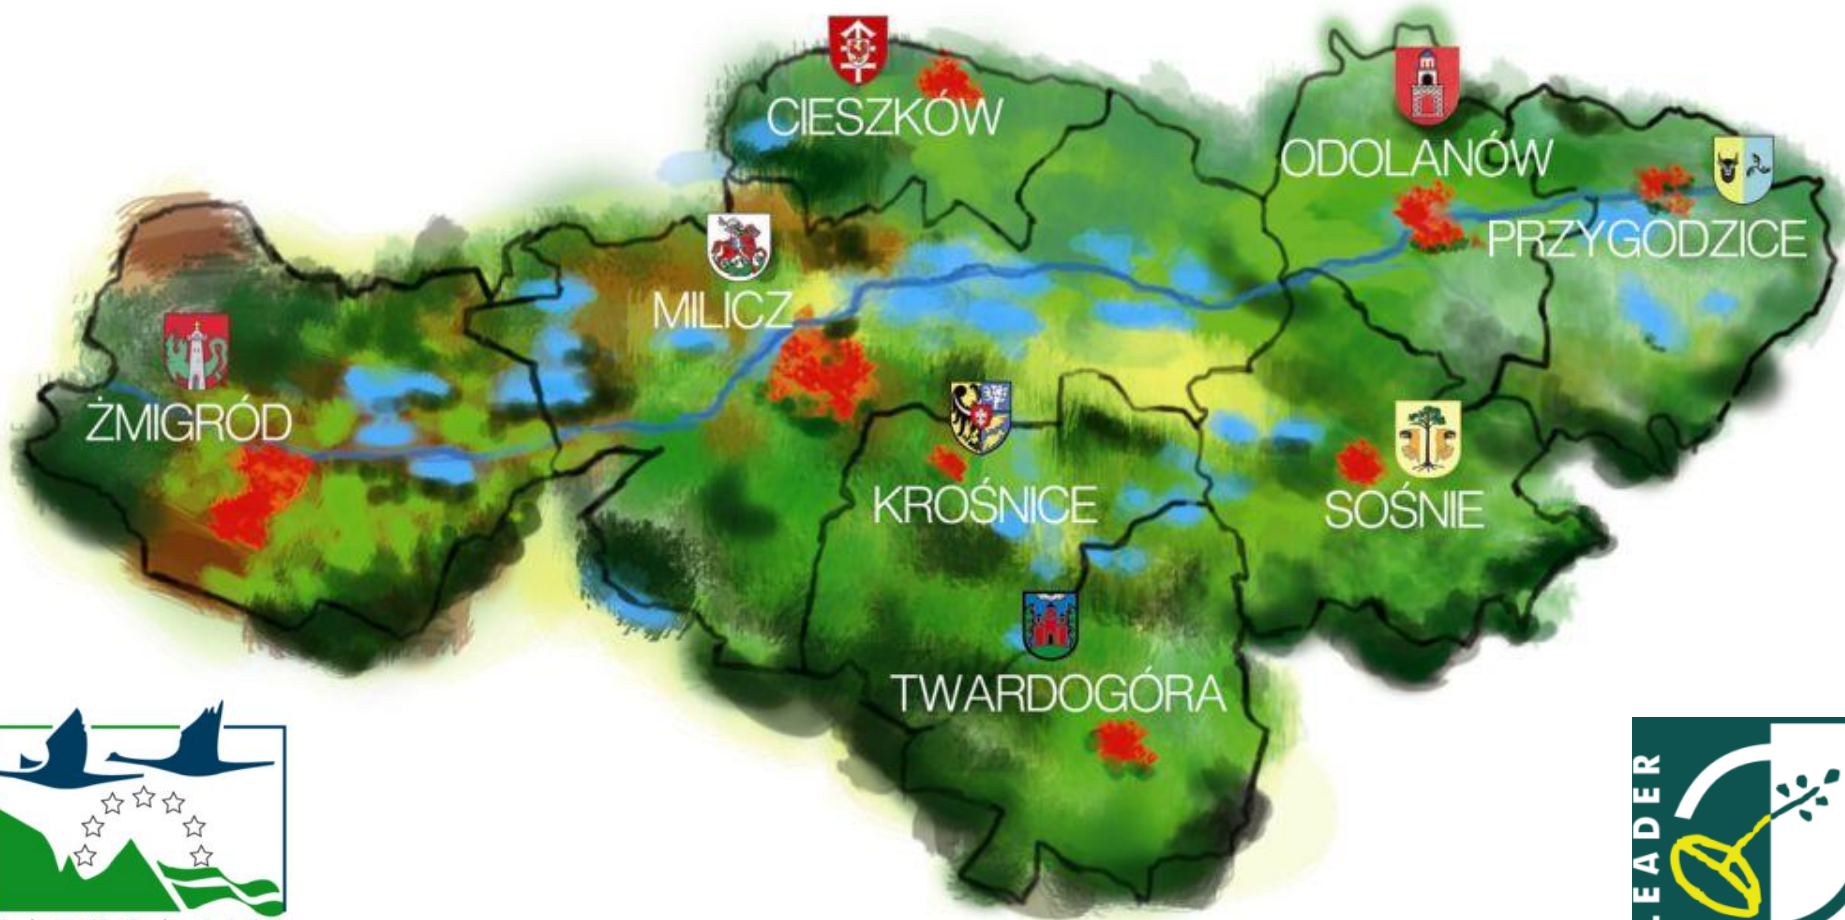 CIESZKÓW
ODOLANÓW
PRZYGODZICE
MILICZ
ŻMIGRÓD
KROŚNICE
SOŚNIE
TWARDOGÓRA
LEADER